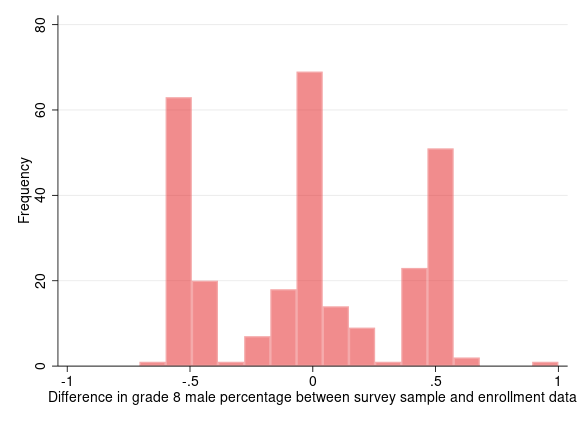 80
60
40
20
0
Frequency
-1 -.5 0 .5 1
Difference in grade 8 male percentage between survey sample and enrollment data